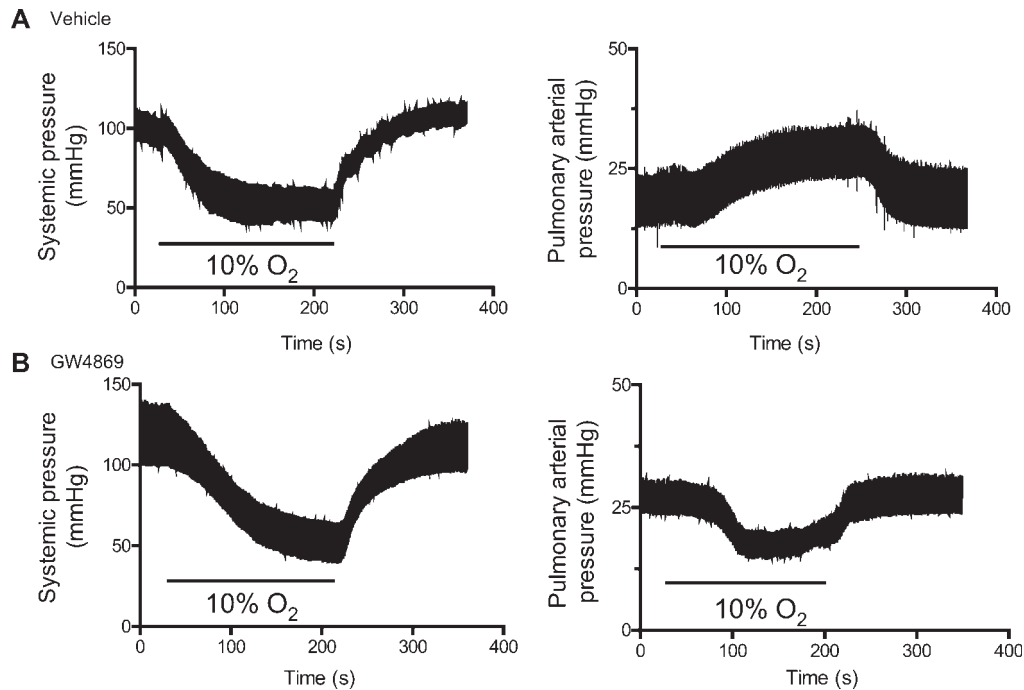 A Vehicle
Systemic pressure
(mmHg)
150
100
50
0
10% O2
0 100 200 300 400
Time (s)
Pulmonary arterial
pressure (mmHg)
50
25
0
10% O2
0 100 200 300 400
Time (s)
B GW4869
Systemic pressure
(mmHg)
150
100
50
0
10% O2
0 100 200 300 400
Time (s)
Pulmonary arterial
pressure (mmHg)
50
25
0
10% O2
0 100 200 300 400
Time (s)